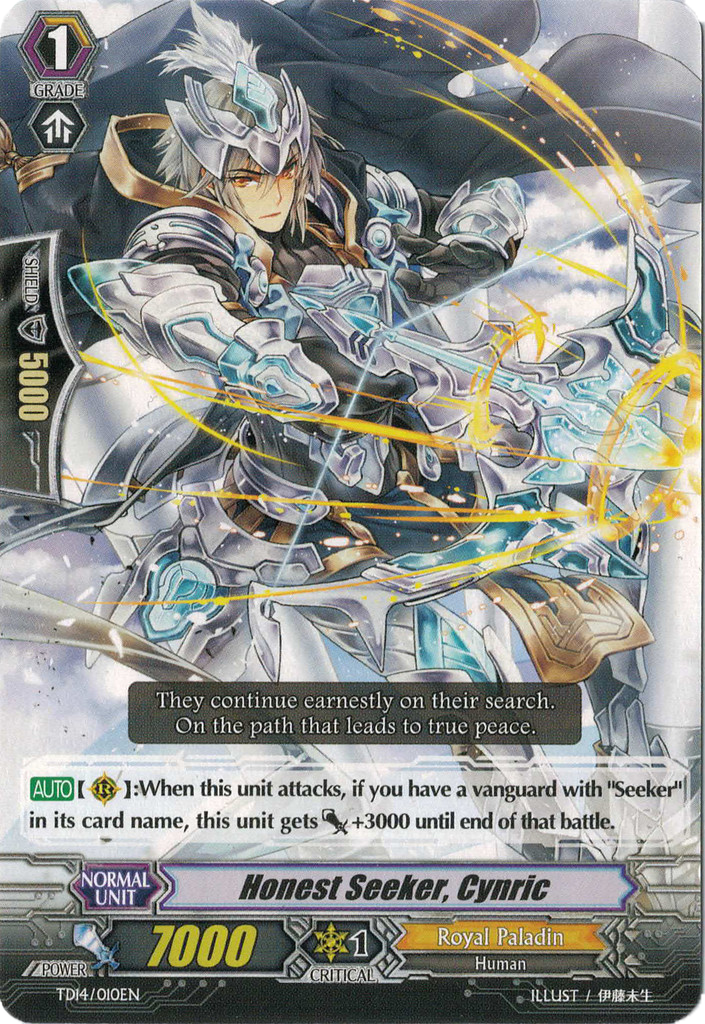 1
GRADE
SHIELD
5000
They continue earnestly on their search.
On the path that leads to true peace.
AUTO【 R 】:When this unit attacks, if you have a vanguard with "Seeker"
in its card name, this unit gets +3000 until end of that battle.
NORMAL
UNIT
Honest Seeker, Cynric
POWER
7000
1
CRITICAL
Royal Paladin
Human
TD14/010EN
ILLUST / 伊藤未生